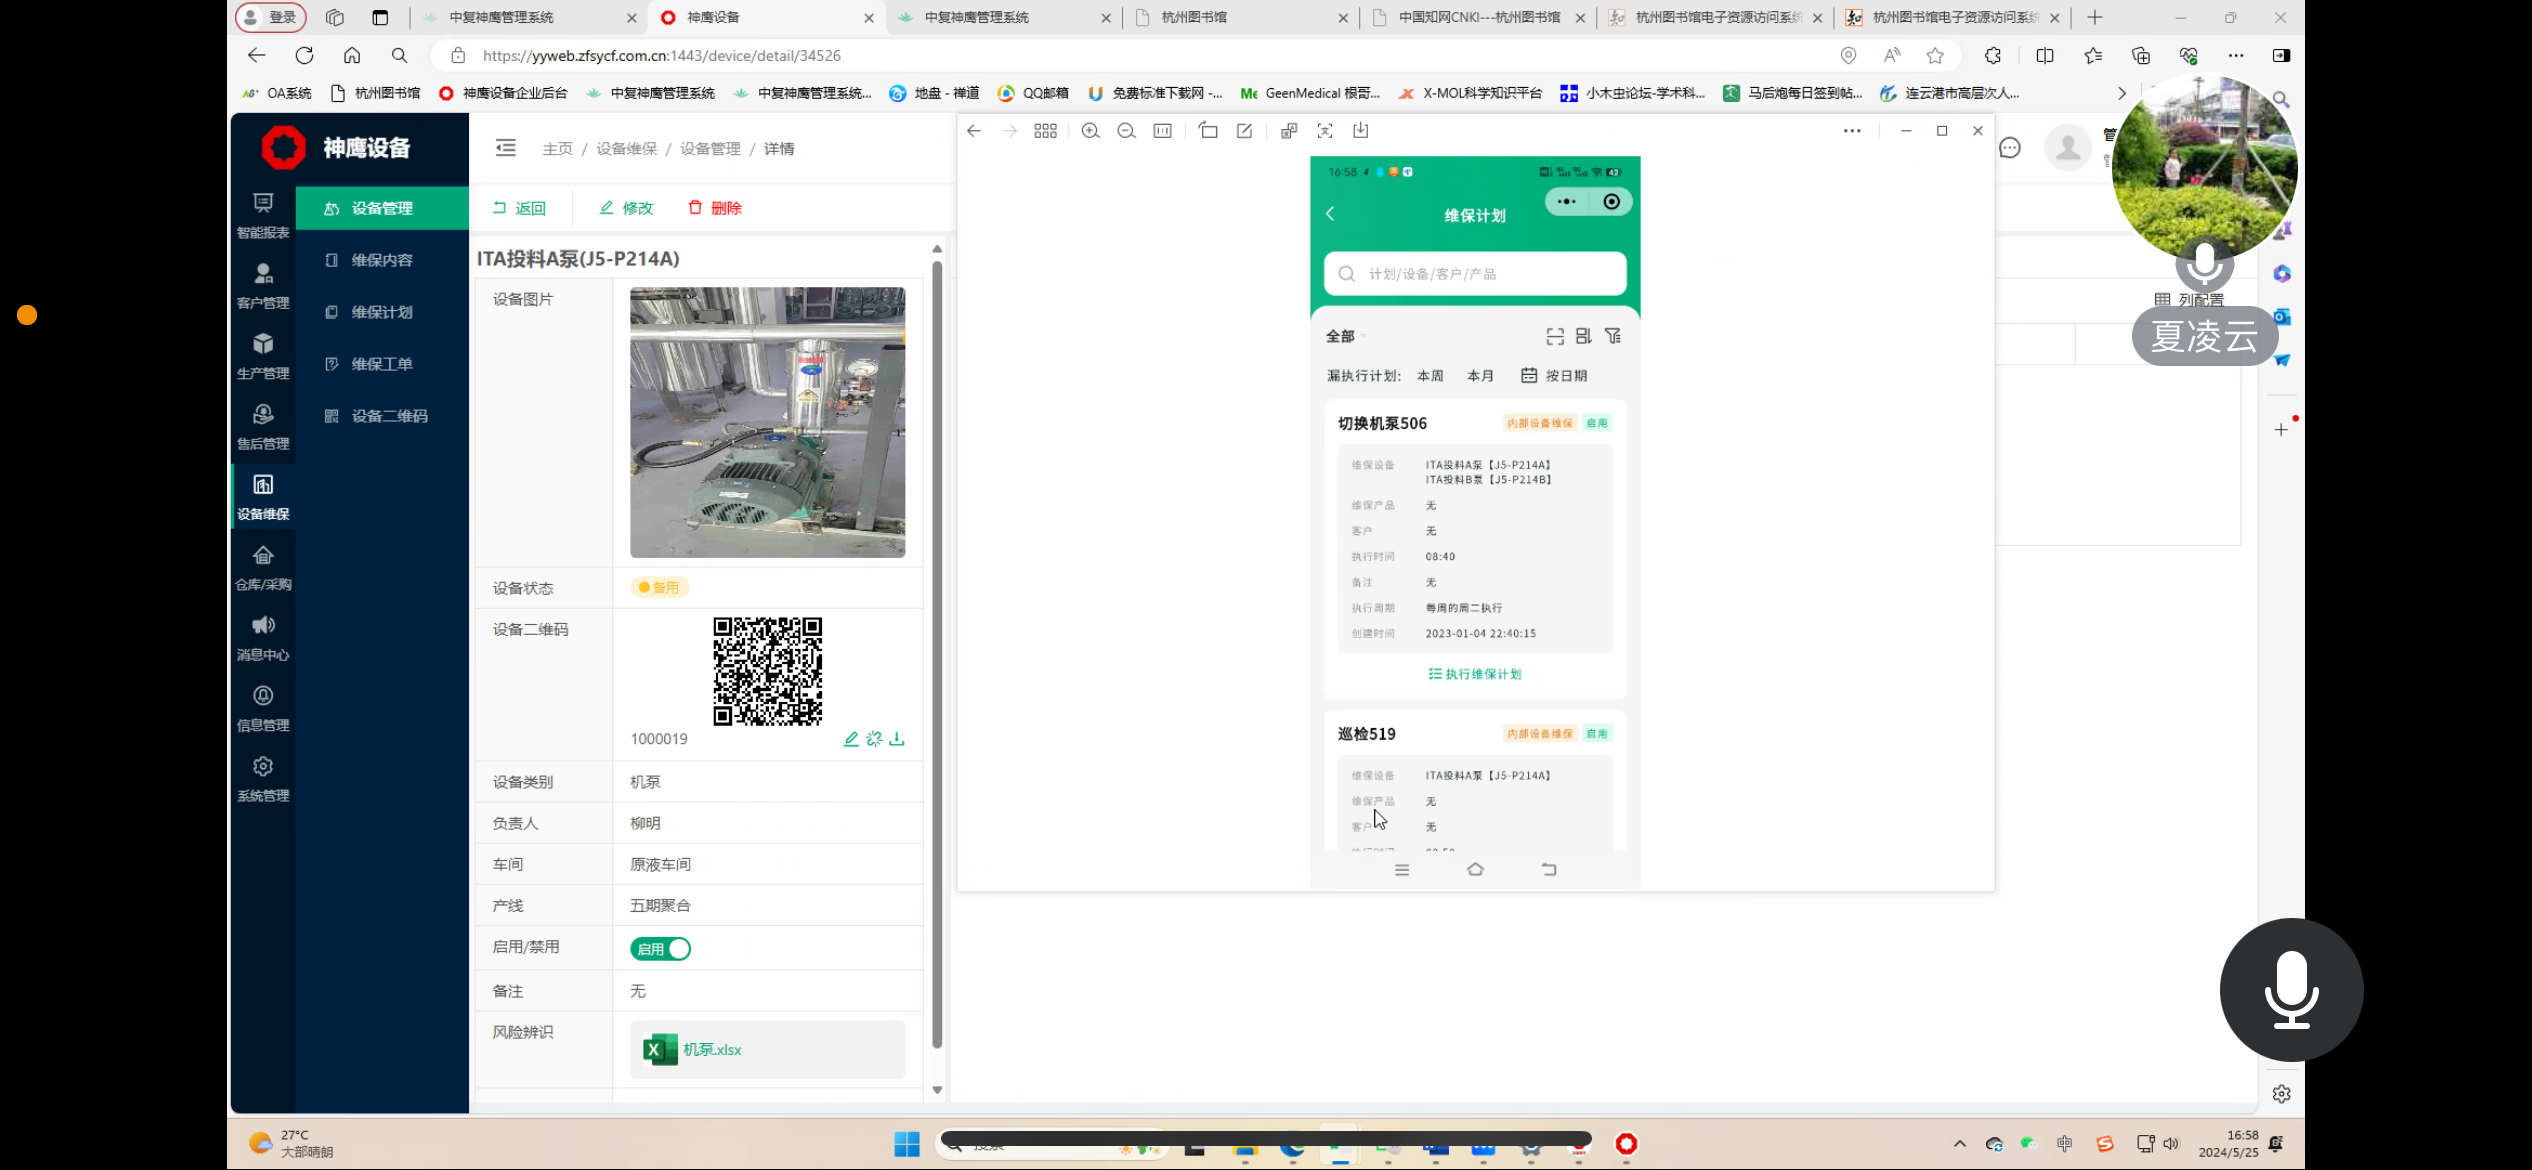 登录
中复神鹰管理系统
神鹰设备
中复神鹰管理系统
杭州图书馆
中国知网CNKI---杭州图书馆
杭州图书馆电子资源访问系统
杭州图书馆电子资源访问系统
https://yyweb.zfsycf.com.cn:1443/device/detail/34526
OA系统
杭州图书馆
神鹰设备企业后台
中复神鹰管理系统
中复神鹰管理系统...
地盘 - 禅道
QQ邮箱
免费标准下载网 -...
GeenMedical 根哥...
X-MOL科学知识平台
小木虫论坛-学术科...
马后炮每日签到帖...
连云港市高层次人...
神鹰设备
主页 / 设备维保 / 设备管理 / 详情
智能报表
客户管理
生产管理
售后管理
设备维保
仓库/采购
消息中心
信息管理
系统管理
设备管理
维保内容
维保计划
维保工单
设备二维码
返回
修改
删除
ITA投料A泵(J5-P214A)
设备图片
设备状态
备用
设备二维码
1000019
设备类别
机泵
负责人
柳明
车间
原液车间
产线
五期聚合
启用/禁用
启用
备注
无
风险辨识
机泵.xlsx
16:58
42
维保计划
计划/设备/客户/产品
全部
漏执行计划: 本周 本月 按日期
切换机泵506
内部设备维保 启用
维保设备 ITA投料A泵【J5-P214A】
ITA投料B泵【J5-P214B】
维保产品 无
客户 无
执行时间 08:40
备注 无
执行周期 每周的周二执行
创建时间 2023-01-04 22:40:15
执行维保计划
巡检519
内部设备维保 启用
维保设备 ITA投料A泵【J5-P214A】
维保产品 无
客户 无
管
列配置
夏凌云
27°C
大部晴朗
中
16:58
2024/5/25